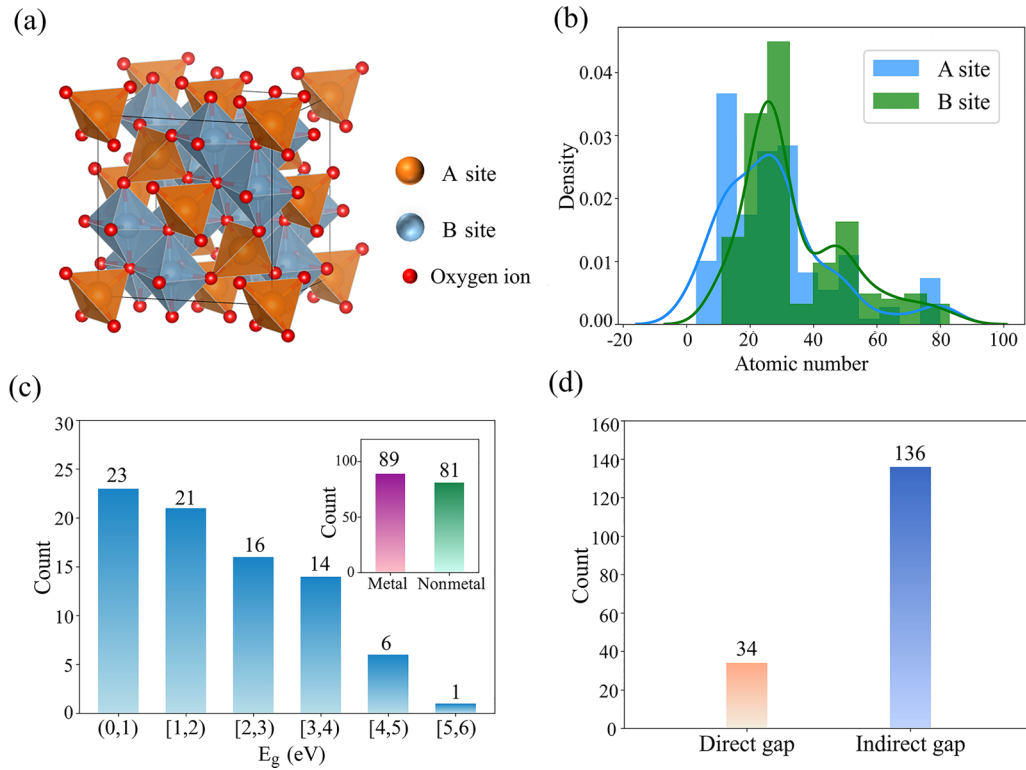 (a)
A site
B site
Oxygen ion
(b)
A site
B site
Density
0.04
0.03
0.02
0.01
0.00
-20
0
20
40
60
80
100
Atomic number
(c)
Count
30
25
20
15
10
5
0
23
21
16
14
6
1
(0,1)
[1,2)
[2,3)
[3,4)
[4,5)
[5,6)
Eg (eV)
Count
100
50
0
89
81
Metal
Nonmetal
(d)
Count
160
140
120
100
80
60
40
20
0
34
136
Direct gap
Indirect gap